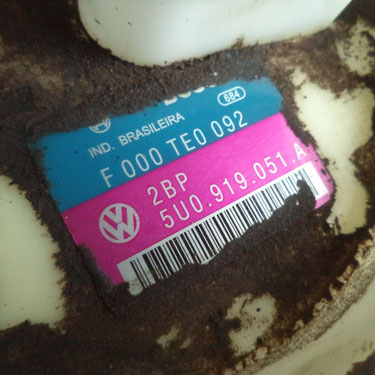 684
IND. BRASILEIRA
F 000 TE0 092
2BP
5U0.919.051.A